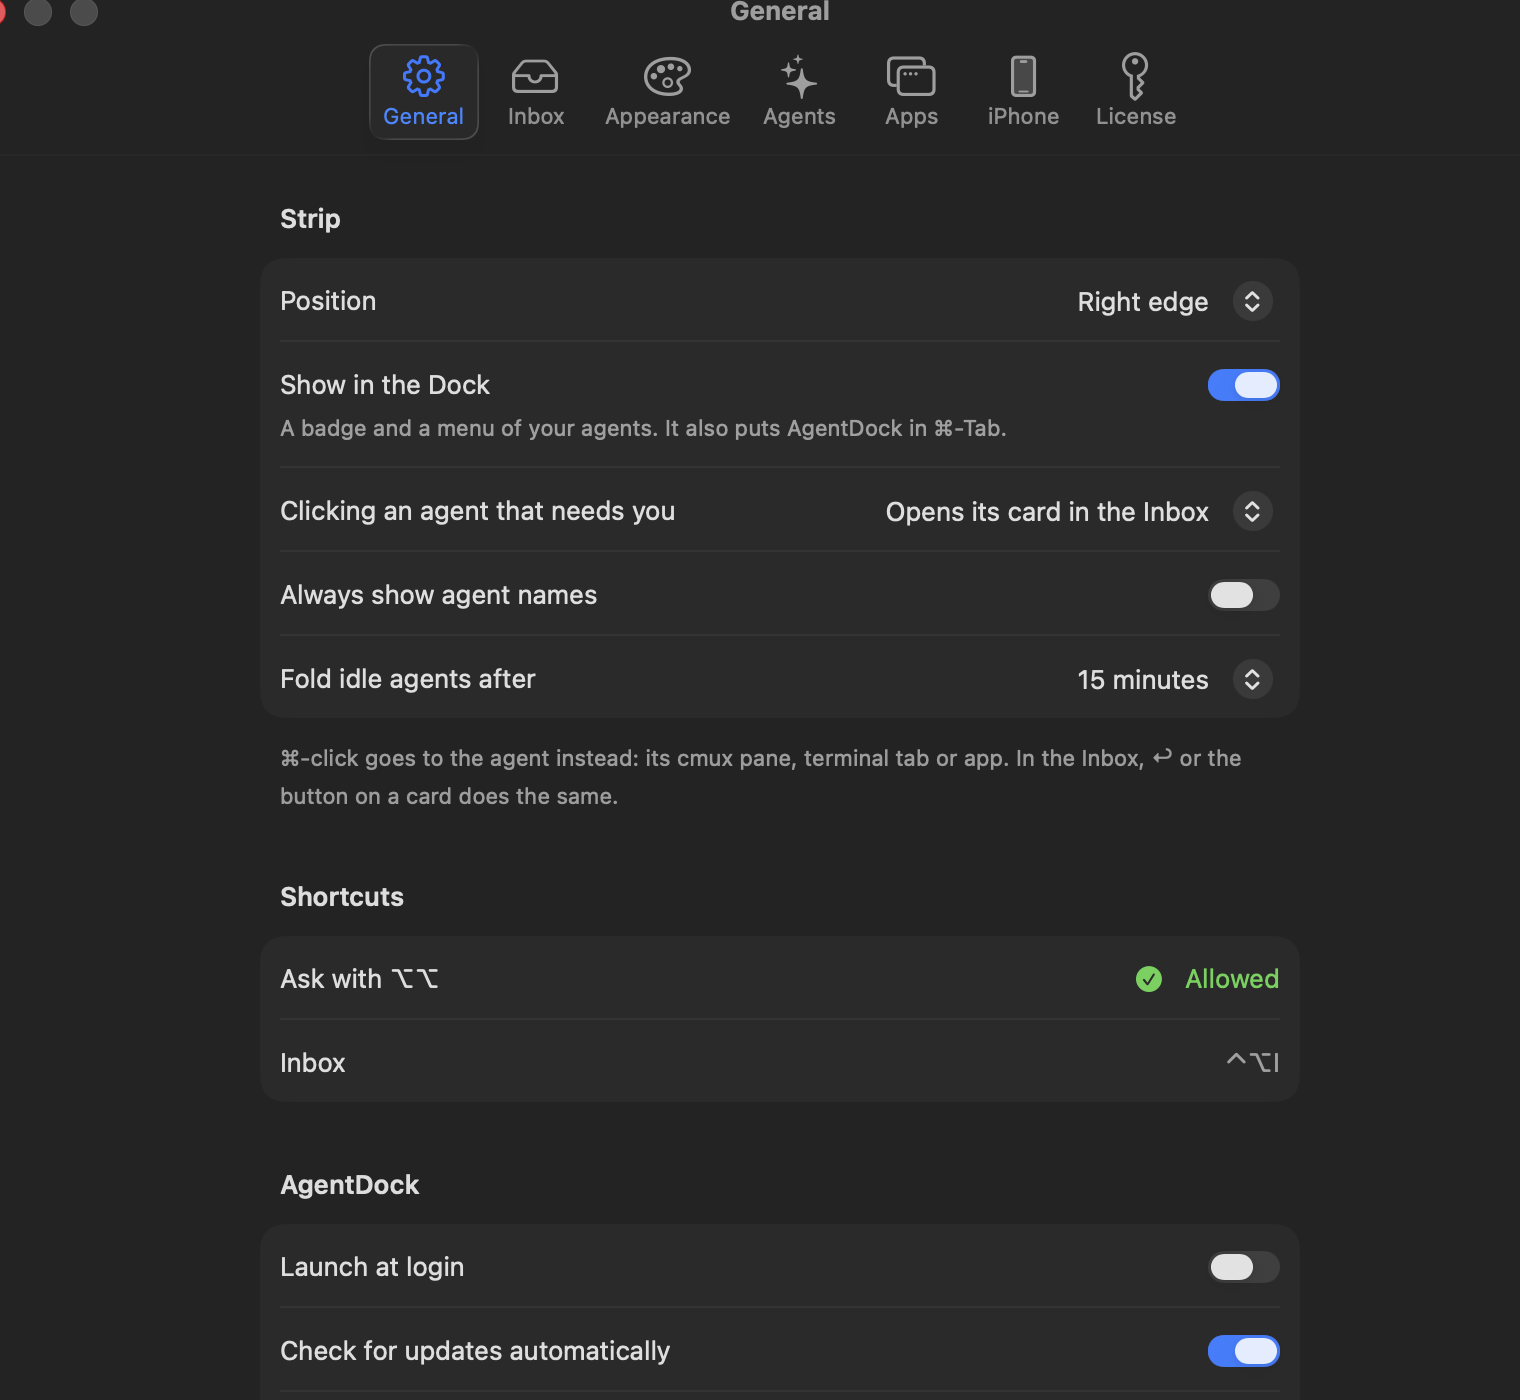 General
General
Inbox
Appearance
Agents
Apps
iPhone
License
Strip
Position
Right edge
Show in the Dock
A badge and a menu of your agents. It also puts AgentDock in ⌘-Tab.
Clicking an agent that needs you
Opens its card in the Inbox
Always show agent names
Fold idle agents after
15 minutes
⌘-click goes to the agent instead: its cmux pane, terminal tab or app. In the Inbox, ↩ or the
button on a card does the same.
Shortcuts
Ask with ⌥⌥
Allowed
Inbox
^⌥I
AgentDock
Launch at login
Check for updates automatically